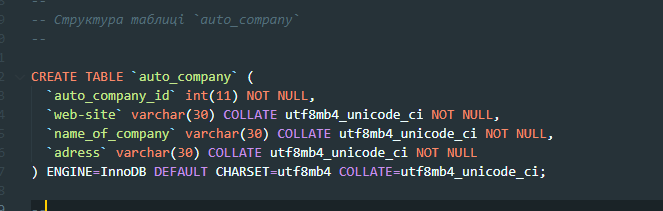 --
-- Структура таблиці `auto_company`
--
CREATE TABLE `auto_company` (
`auto_company_id` int(11) NOT NULL,
`web-site` varchar(30) COLLATE utf8mb4_unicode_ci NOT NULL,
`name_of_company` varchar(30) COLLATE utf8mb4_unicode_ci NOT NULL,
`adress` varchar(30) COLLATE utf8mb4_unicode_ci NOT NULL
) ENGINE=InnoDB DEFAULT CHARSET=utf8mb4 COLLATE=utf8mb4_unicode_ci;
--